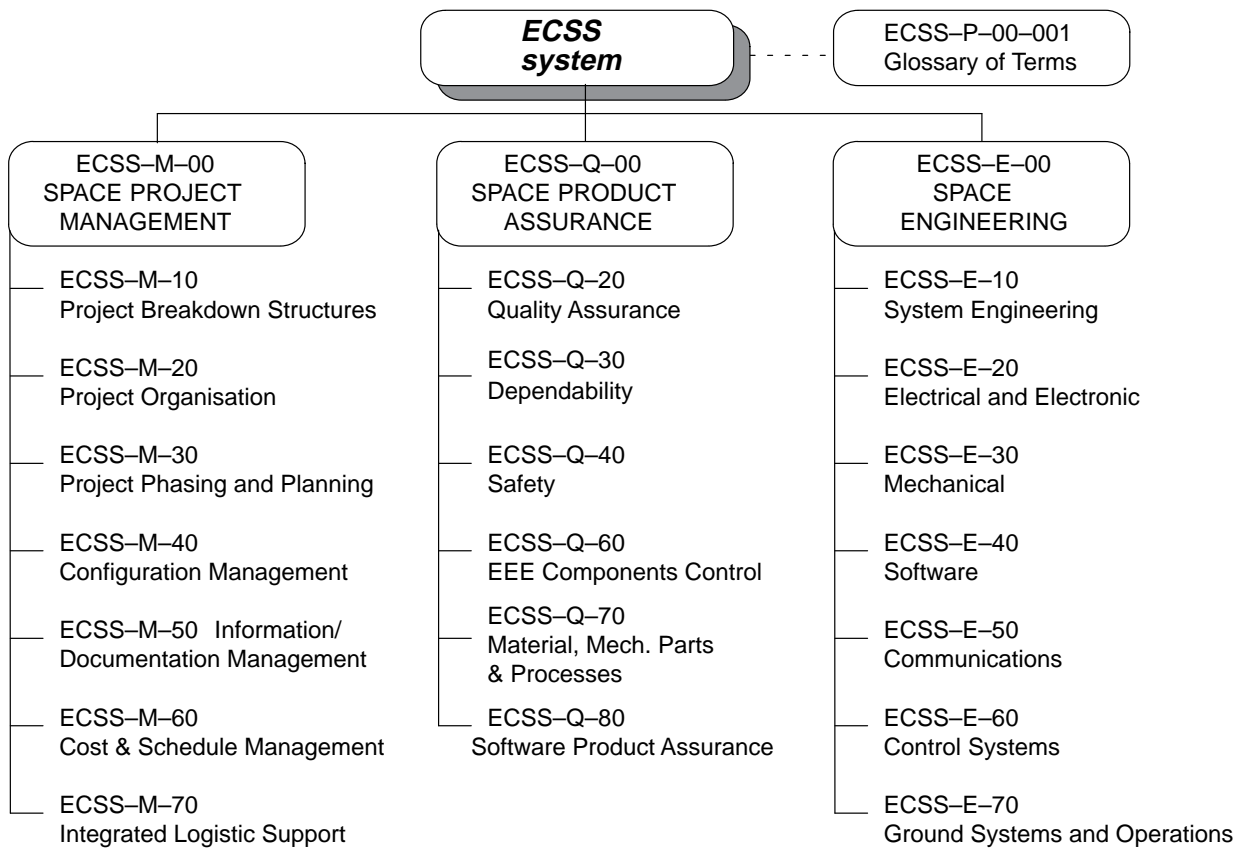 ECSS
system
ECSS–P–00–001
Glossary of Terms
ECSS–M–00
SPACE PROJECT
MANAGEMENT
ECSS–M–10
Project Breakdown Structures
ECSS–M–20
Project Organisation
ECSS–M–30
Project Phasing and Planning
ECSS–M–40
Configuration Management
ECSS–M–50 Information/
Documentation Management
ECSS–M–60
Cost & Schedule Management
ECSS–M–70
Integrated Logistic Support
ECSS–Q–00
SPACE PRODUCT
ASSURANCE
ECSS–Q–20
Quality Assurance
ECSS–Q–30
Dependability
ECSS–Q–40
Safety
ECSS–Q–60
EEE Components Control
ECSS–Q–70
Material, Mech. Parts
& Processes
ECSS–Q–80
Software Product Assurance
ECSS–E–00
SPACE
ENGINEERING
ECSS–E–10
System Engineering
ECSS–E–20
Electrical and Electronic
ECSS–E–30
Mechanical
ECSS–E–40
Software
ECSS–E–50
Communications
ECSS–E–60
Control Systems
ECSS–E–70
Ground Systems and Operations